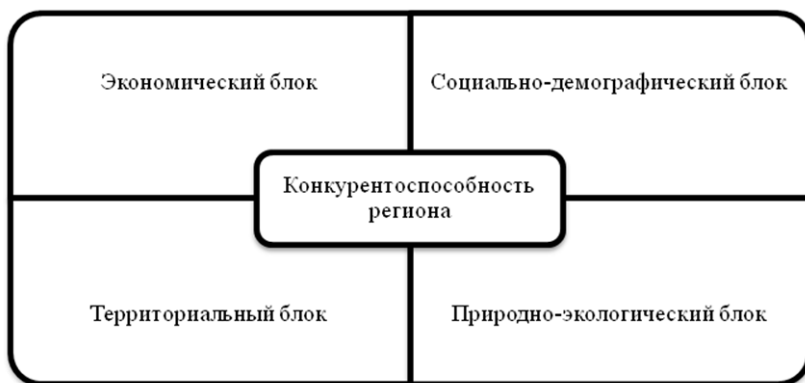 Экономический блок
Социально-демографический блок
Конкурентоспособность
региона
Территориальный блок
Природно-экологический блок